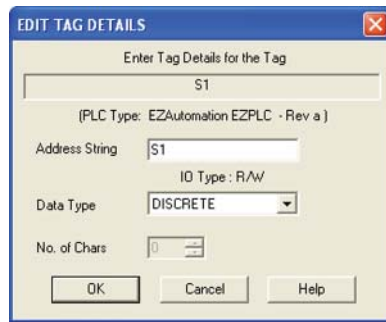 EDIT TAG DETAILS
Enter Tag Details for the Tag
S1
(PLC Type: EZAutomation EZPLC - Rev a )
Address String S1
IO Type : R/W
Data Type DISCRETE
No. of Chars 0
OK Cancel Help